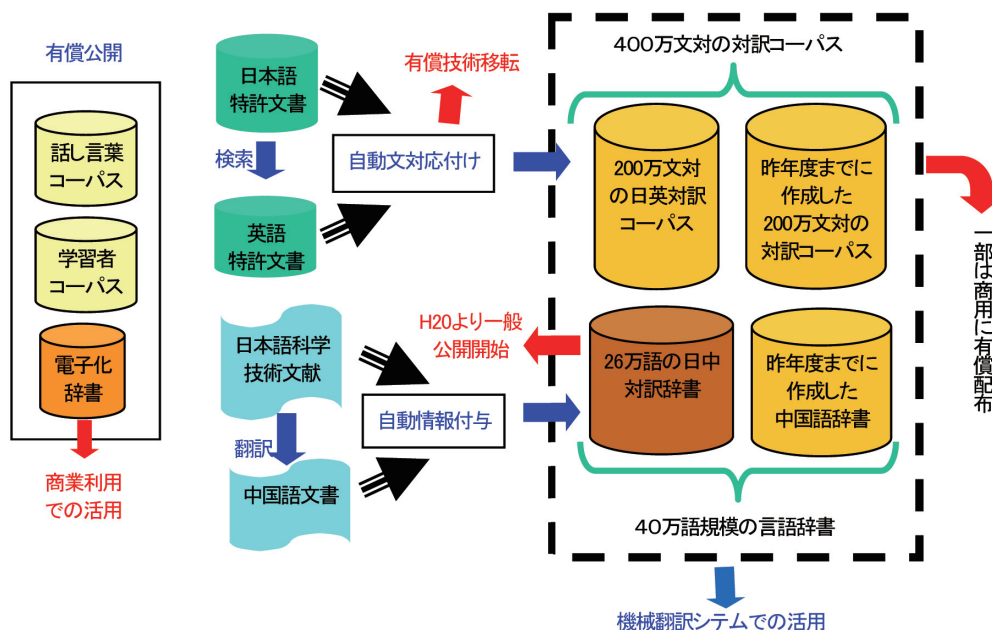 有償公開
話し言葉
コーパス
学習者
コーパス
電子化
辞書
商業利用
での活用
日本語
特許文書
検索
英語
特許文書
有償技術移転
自動文対応付け
日本語科学
技術文献
翻訳
中国語文書
自動情報付与
H20より一般
公開開始
400万文対の対訳コーパス
200万文対
の日英対訳
コーパス
昨年度までに
作成した
200万文対の
対訳コーパス
26万語の日中
対訳辞書
昨年度までに
作成した
中国語辞書
40万語規模の言語辞書
機械翻訳シテムでの活用
一部は商用に有償配布